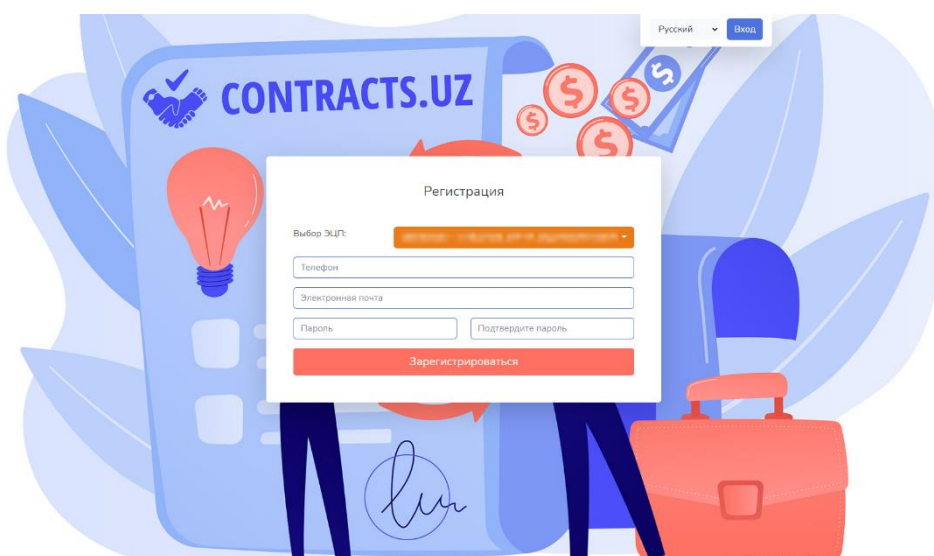 Русский
Вход
CONTRACTS.UZ
Регистрация
Выбор ЭЦП:
Телефон
Электронная почта
Пароль
Подтвердите пароль
Зарегистрироваться